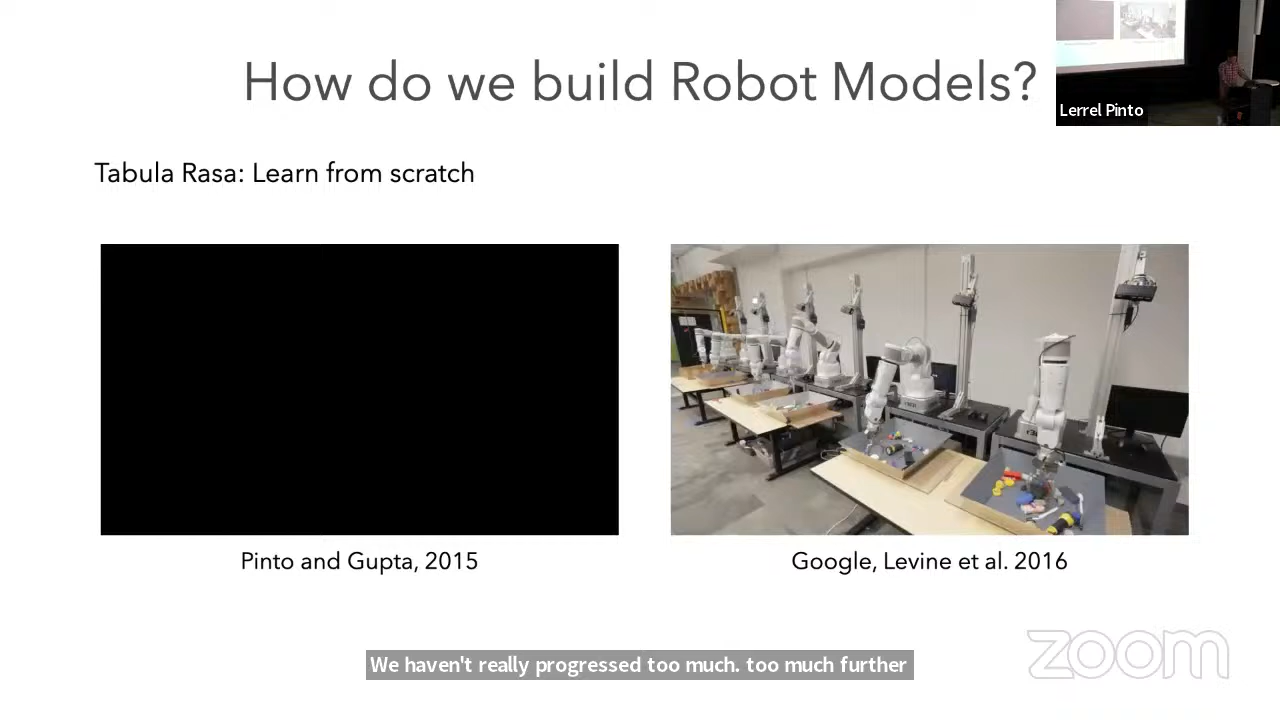 How do we build Robot Models?
Lerrel Pinto
Tabula Rasa: Learn from scratch
Pinto and Gupta, 2015
Google, Levine et al. 2016
We haven't really progressed too much. too much further
zoom